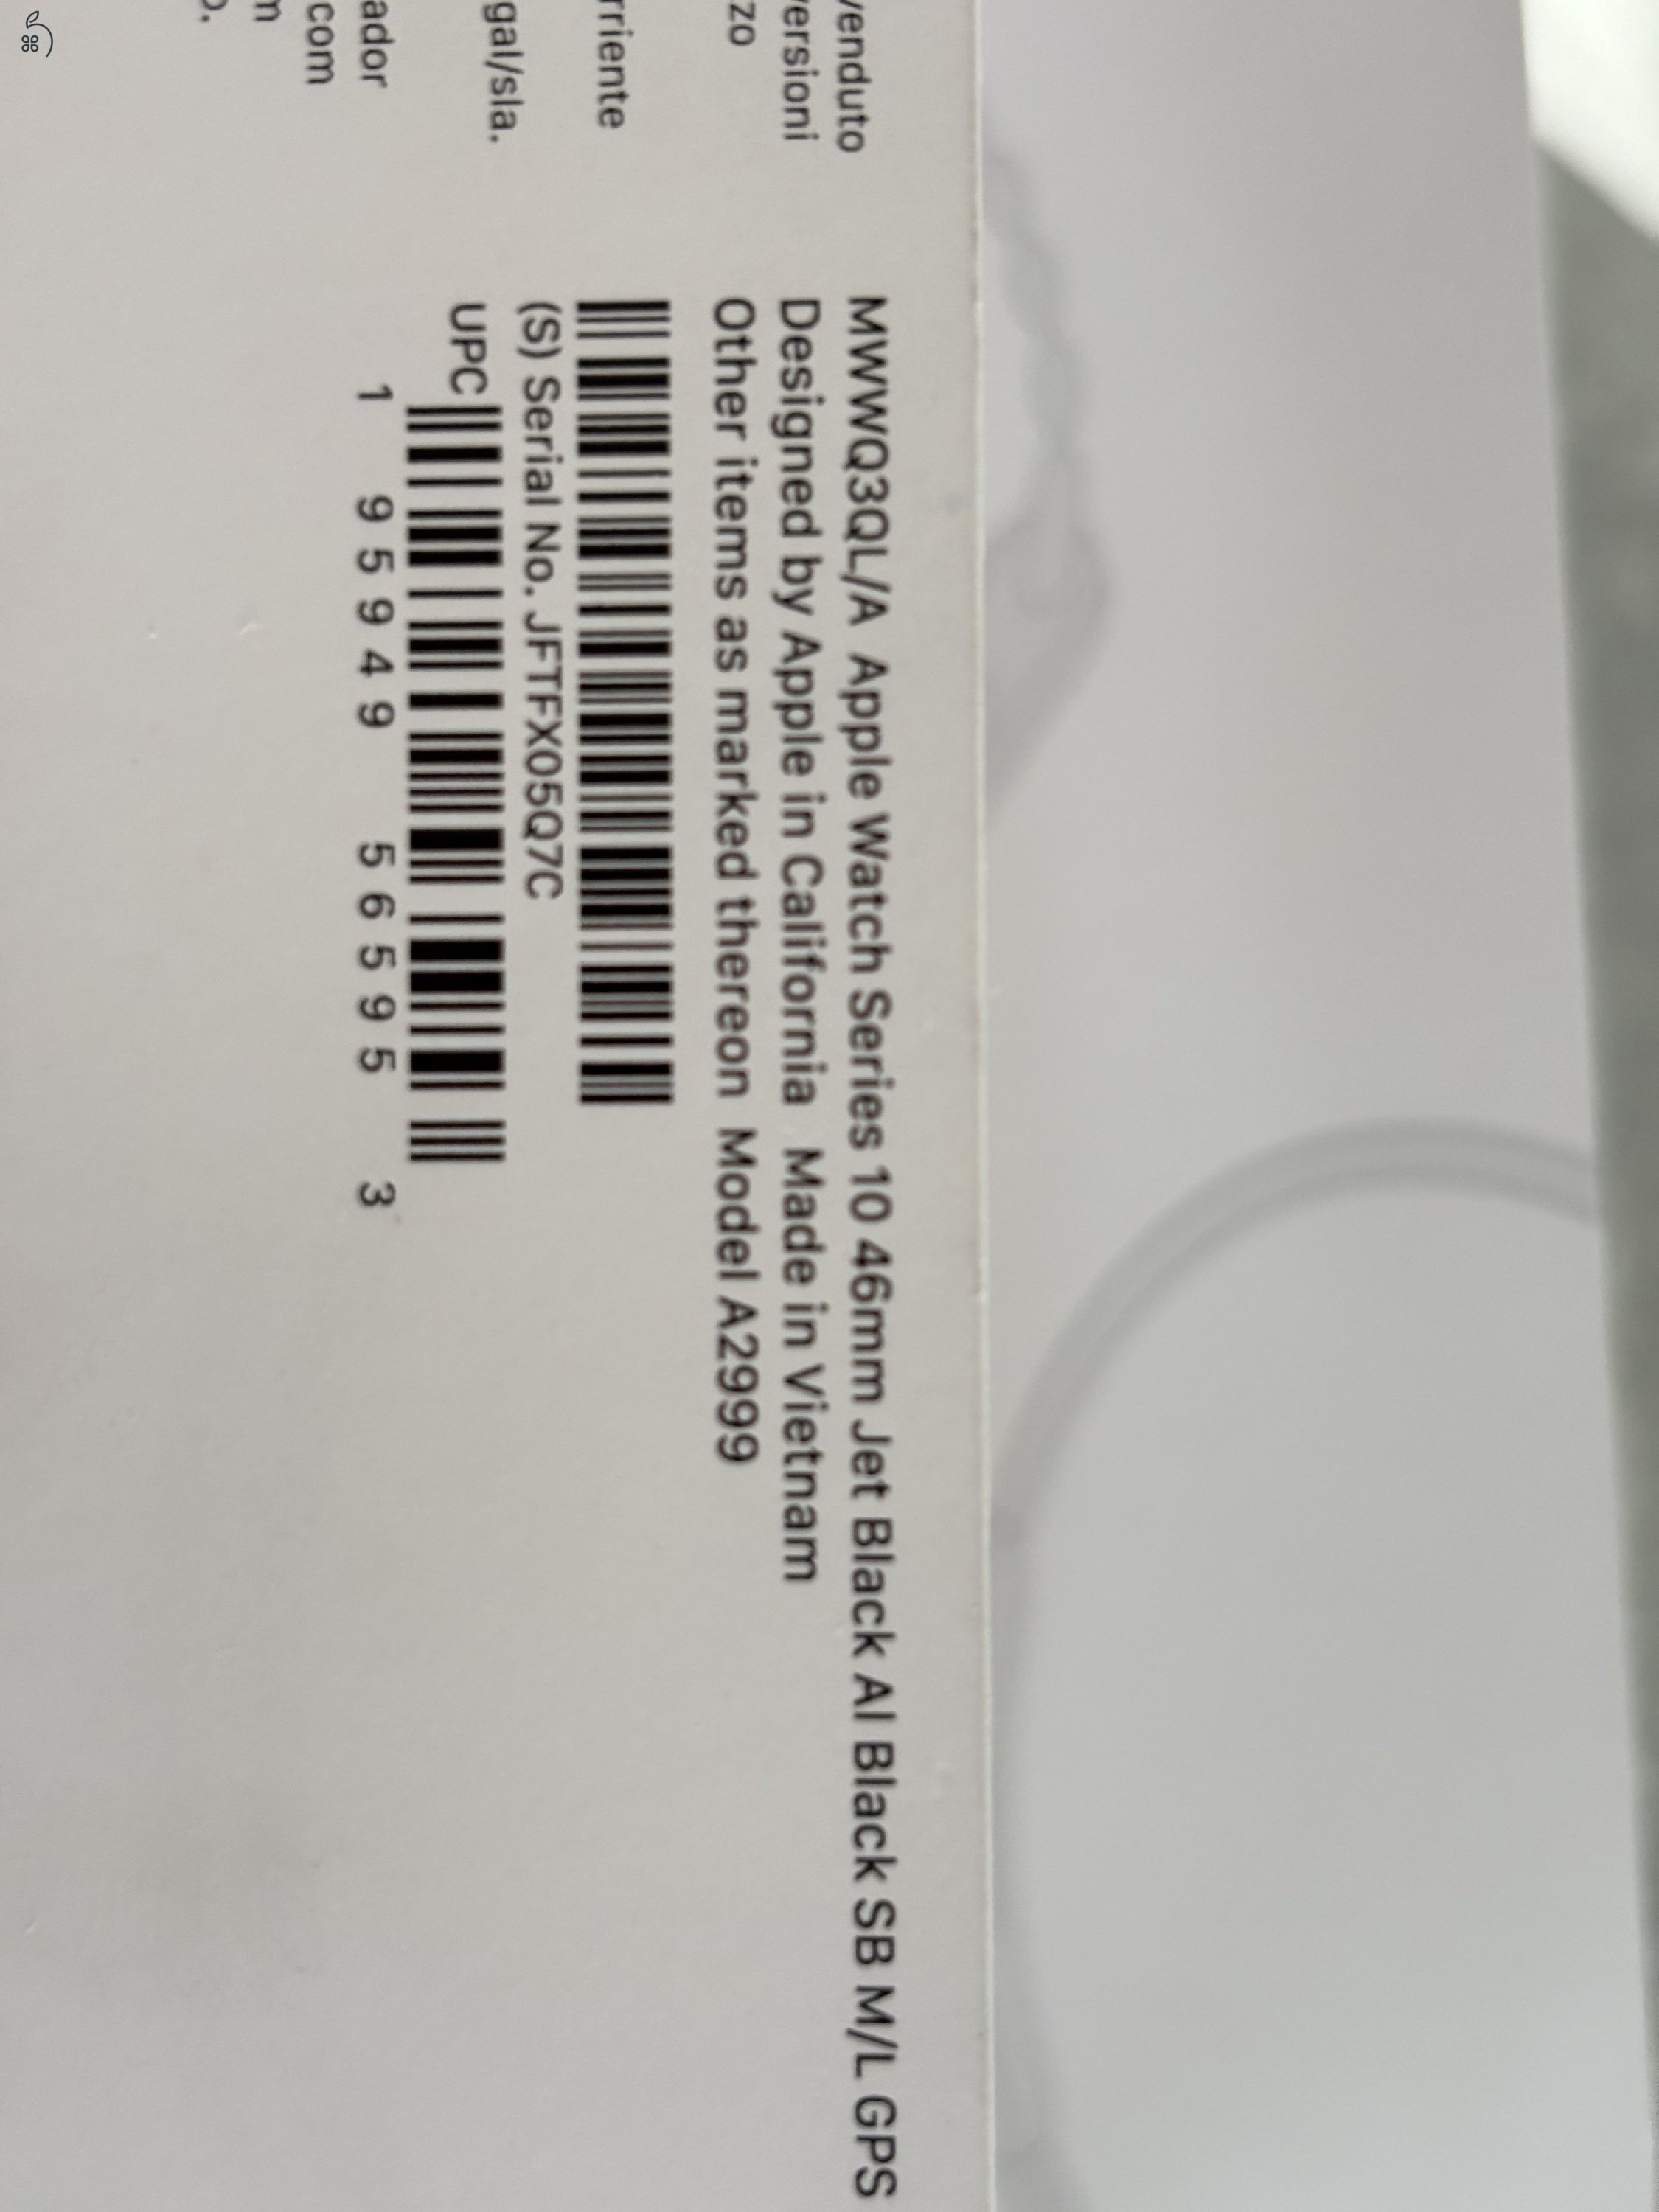 venduto
versioni
zo
rriente
gal/sla.
ador
com
MWWQ3QL/A Apple Watch Series 10 46mm Jet Black Al Black SB M/L GPS
Designed by Apple in California Made in Vietnam
Other items as marked thereon Model A2999
(S) Serial No. JFTFX05Q7C
UPC
1 95949 56595 3